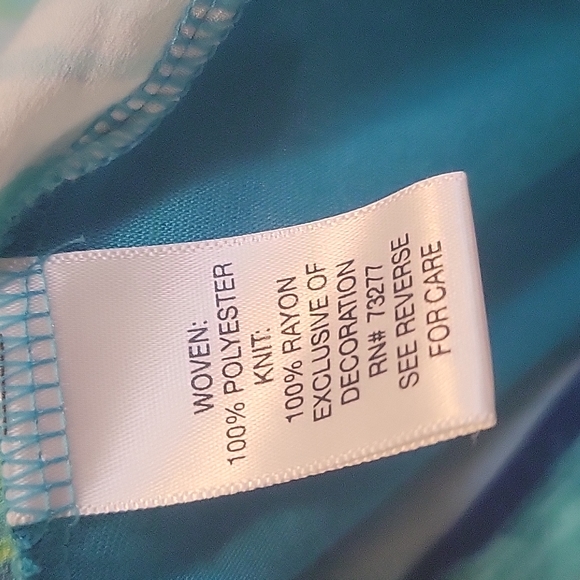 WOVEN:
100% POLYESTER
KNIT:
100% RAYON
EXCLUSIVE OF
DECORATION
RN# 73277
SEE REVERSE
FOR CARE